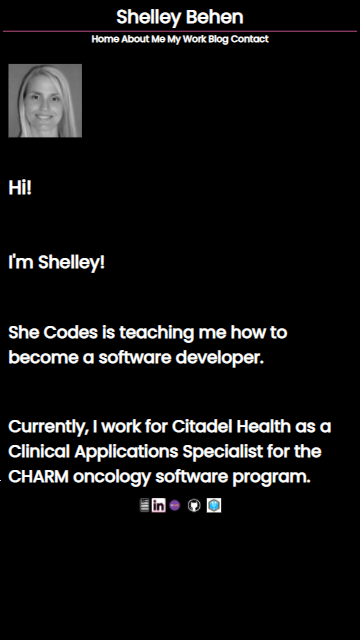 Shelley Behen
Home About Me My Work Blog Contact
Hi!
I'm Shelley!
She Codes is teaching me how to
become a software developer.
Currently, I work for Citadel Health as a
Clinical Applications Specialist for the
CHARM oncology software program.
in